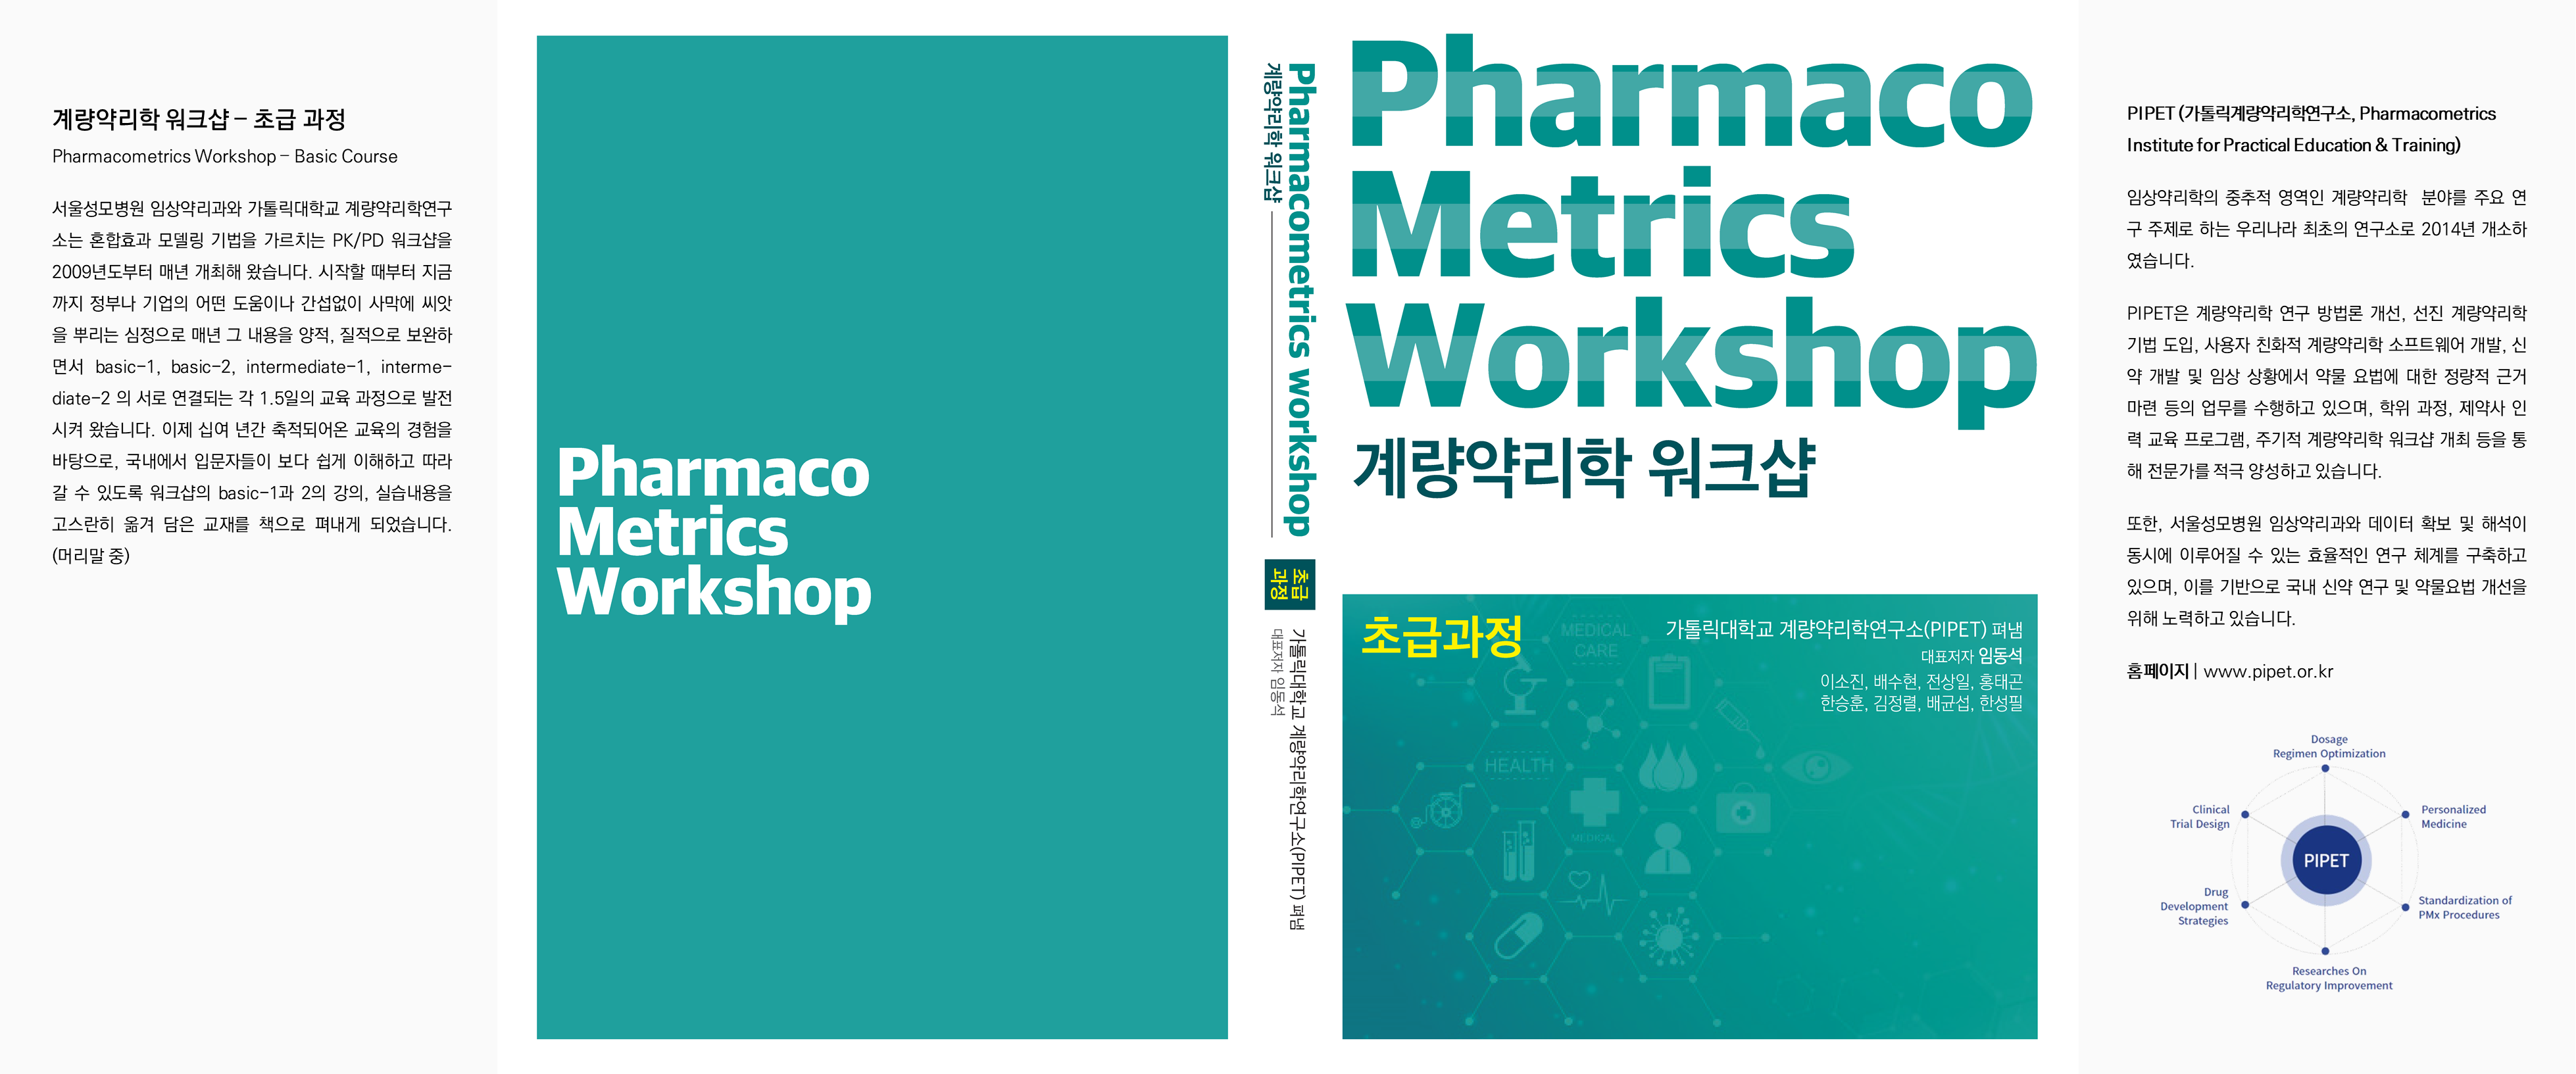 계량약리학 워크샵 – 초급 과정
Pharmacometrics Workshop – Basic Course
서울성모병원 임상약리과와 가톨릭대학교 계량약리학연구
소는 혼합효과 모델링 기법을 가르치는 PK/PD 워크샵을
2009년도부터 매년 개최해 왔습니다. 시작할 때부터 지금
까지 정부나 기업의 어떤 도움이나 간섭없이 사막에 씨앗
을 뿌리는 심정으로 매년 그 내용을 양적, 질적으로 보완하
면서 basic-1, basic-2, intermediate-1, interme-
diate-2 의 서로 연결되는 각 1.5일의 교육 과정으로 발전
시켜 왔습니다. 이제 십여 년간 축적되어온 교육의 경험을
바탕으로, 국내에서 입문자들이 보다 쉽게 이해하고 따라
갈 수 있도록 워크샵의 basic-1과 2의 강의, 실습내용을
고스란히 옮겨 담은 교재를 책으로 펴내게 되었습니다.
(머리말 중)
Pharmaco
Metrics
Workshop
Pharmacometrics workshop
계량약리학 워크샵
초급
과정
가톨릭대학교 계량약리학연구소(PIPET) 펴냄
대표저자 임동석
Pharmaco
Metrics
Workshop
계량약리학 워크샵
초급과정
가톨릭대학교 계량약리학연구소(PIPET) 펴냄
대표저자 임동석
이소진, 배수현, 전상일, 홍태곤
한승훈, 김정렬, 배균섭, 한성필
MEDICAL
CARE
HEALTH
MEDICAL
PIPET (가톨릭계량약리학연구소, Pharmacometrics
Institute for Practical Education & Training)
임상약리학의 중추적 영역인 계량약리학 분야를 주요 연
구 주제로 하는 우리나라 최초의 연구소로 2014년 개소하
였습니다.
PIPET은 계량약리학 연구 방법론 개선, 선진 계량약리학
기법 도입, 사용자 친화적 계량약리학 소프트웨어 개발, 신
약 개발 및 임상 상황에서 약물 요법에 대한 정량적 근거
마련 등의 업무를 수행하고 있으며, 학위 과정, 제약사 인
력 교육 프로그램, 주기적 계량약리학 워크샵 개최 등을 통
해 전문가를 적극 양성하고 있습니다.
또한, 서울성모병원 임상약리과와 데이터 확보 및 해석이
동시에 이루어질 수 있는 효율적인 연구 체계를 구축하고
있으며, 이를 기반으로 국내 신약 연구 및 약물요법 개선을
위해 노력하고 있습니다.
홈페이지 | www.pipet.or.kr
Dosage
Regimen Optimization
Clinical
Trial Design
Personalized
Medicine
PIPET
Drug
Development
Strategies
Standardization of
PMx Procedures
Researches On
Regulatory Improvement